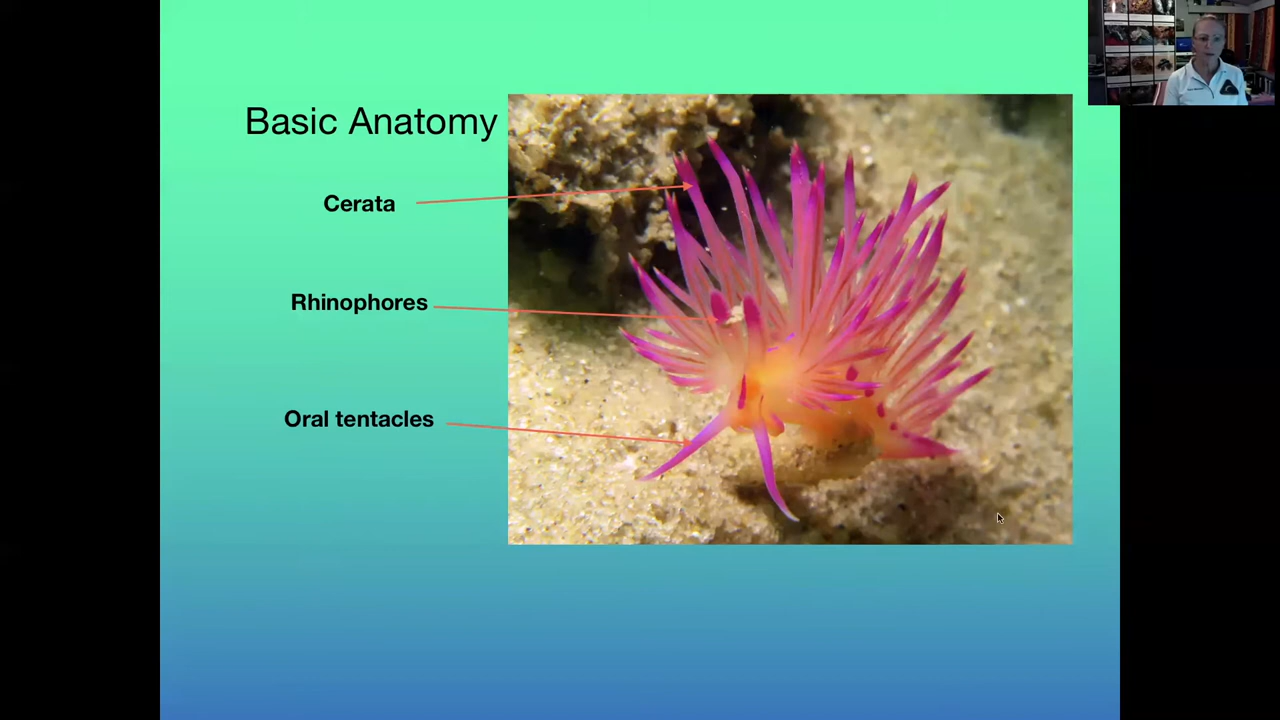 Basic Anatomy
Cerata
Rhinophores
Oral tentacles